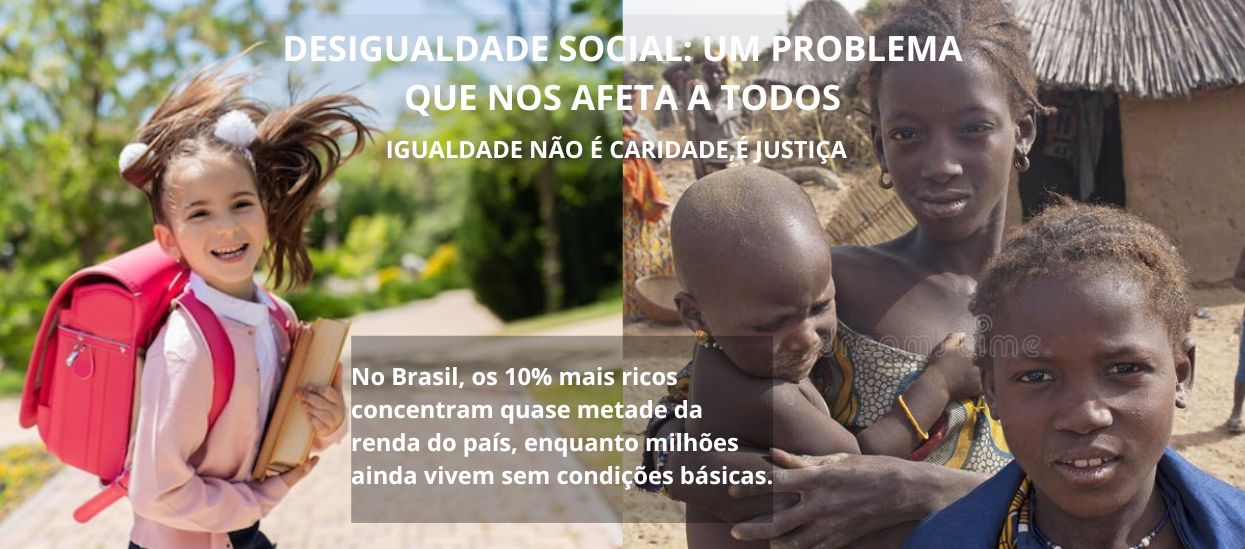 DESIGUALDADE SOCIAL: UM PROBLEMA
QUE NOS AFETA A TODOS
IGUALDADE NÃO É CARIDADE,É JUSTIÇA
No Brasil, os 10% mais ricos
concentram quase metade da
renda do país, enquanto milhões
ainda vivem sem condições básicas.